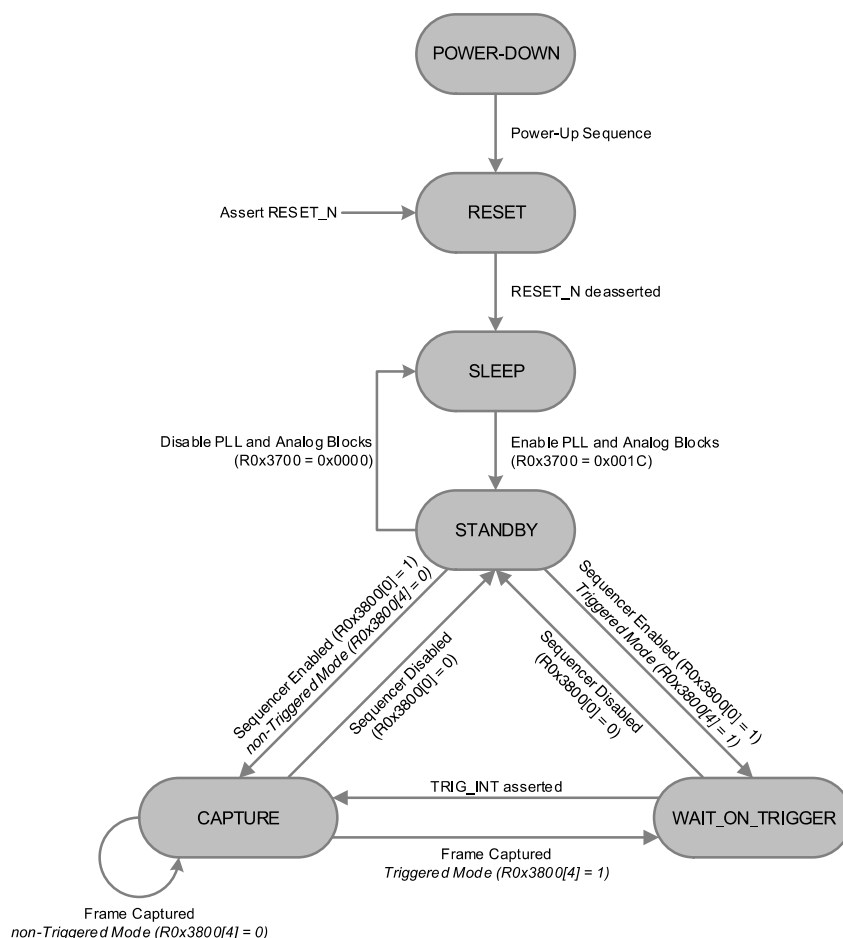 POWER-DOWN
Power-Up Sequence
Assert RESET_N
RESET
RESET_N deasserted
SLEEP
Disable PLL and Analog Blocks
(R0x3700 = 0x0000)
Enable PLL and Analog Blocks
(R0x3700 = 0x001C)
STANDBY
Sequencer Enabled (R0x3800[0] = 1)
non-Triggered Mode (R0x3800[4] = 0)
Sequencer Disabled
(R0x3800[0] = 0)
Sequencer Disabled
(R0x3800[0] = 0)
Sequencer Enabled (R0x3800[0] = 1)
Triggered Mode (R0x3800[4] = 1)
TRIG_INT asserted
CAPTURE
WAIT_ON_TRIGGER
Frame Captured
Triggered Mode (R0x3800[4] = 1)
Frame Captured
non-Triggered Mode (R0x3800[4] = 0)